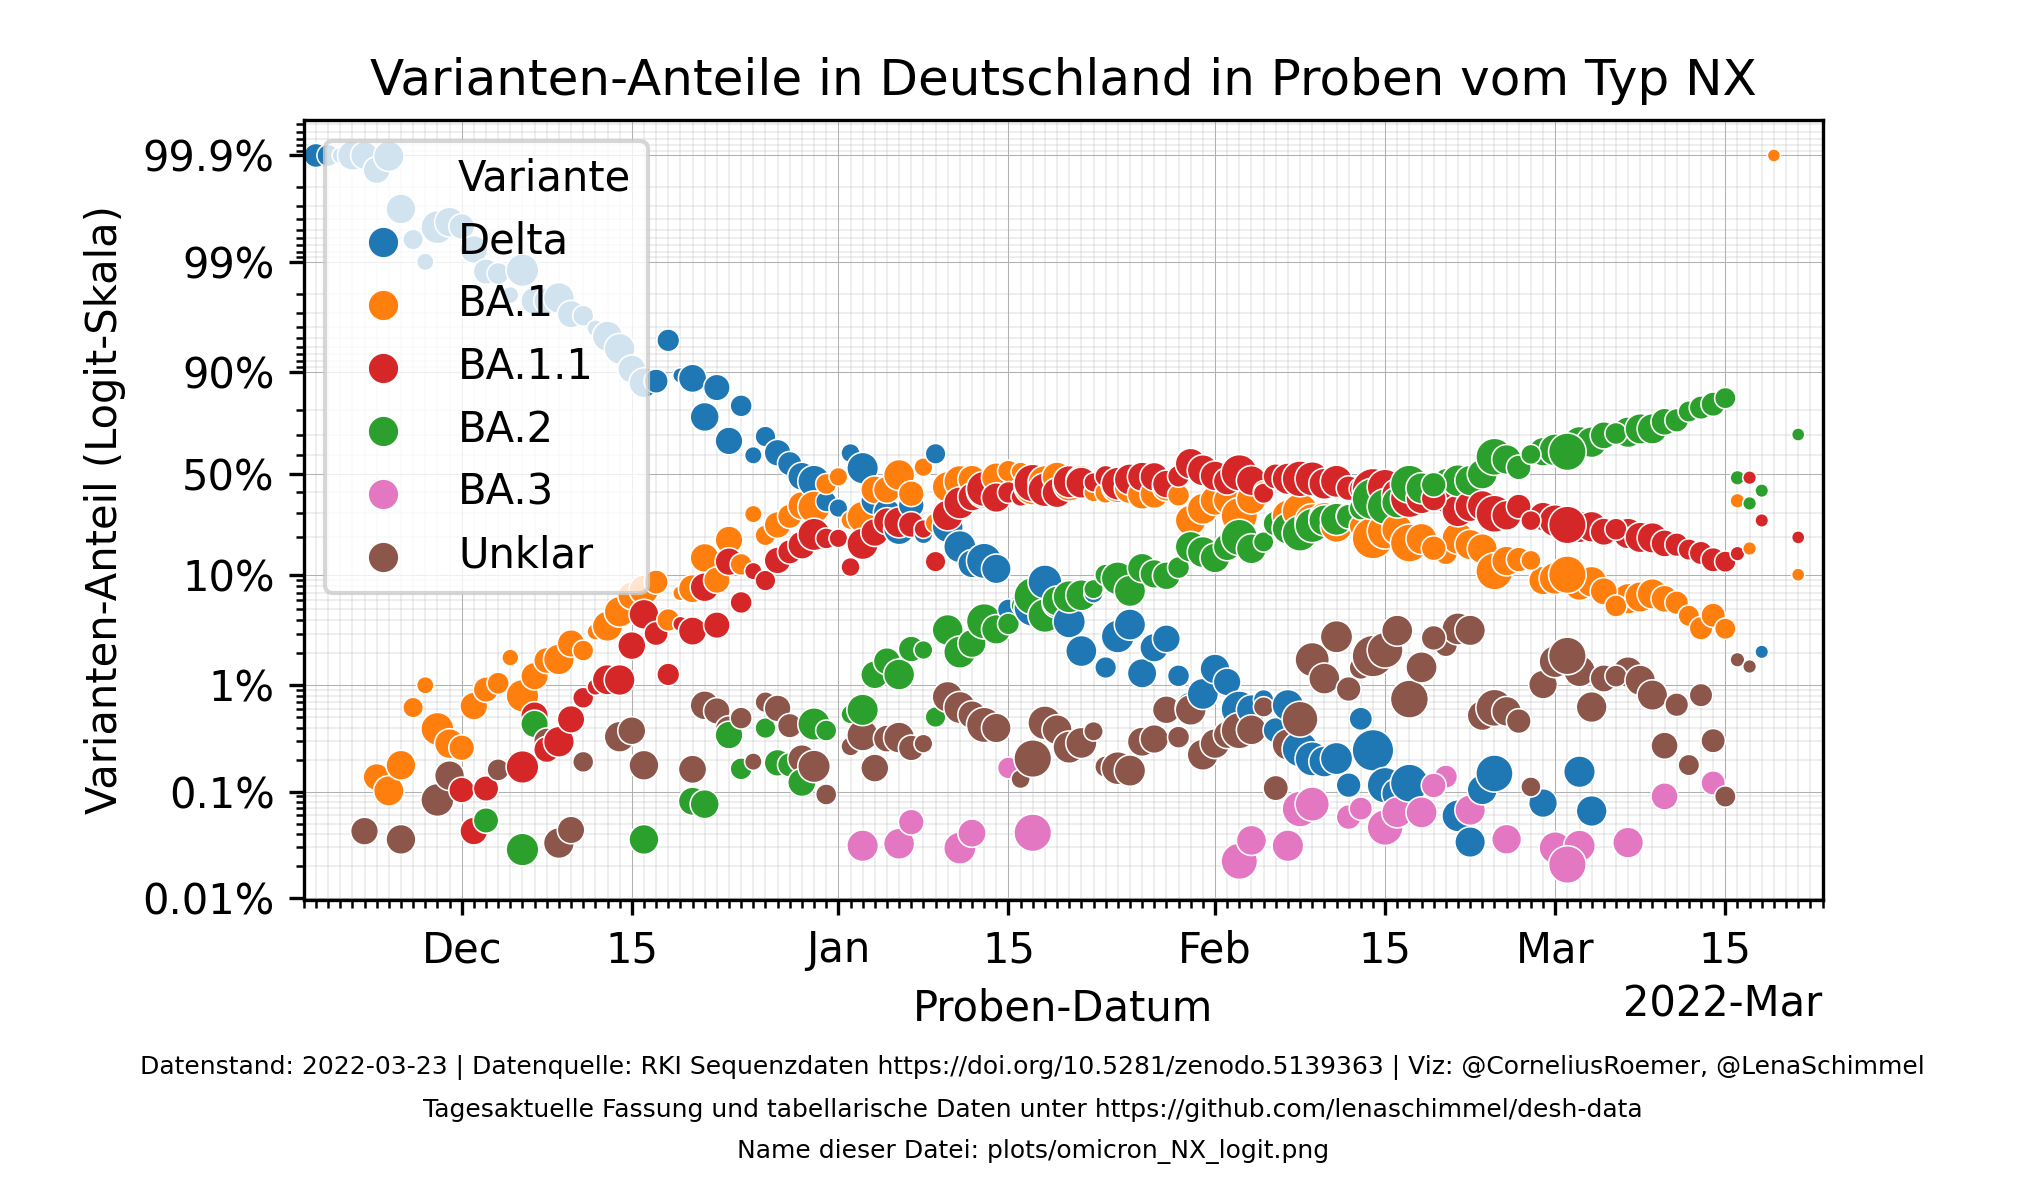 Varianten-Anteile in Deutschland in Proben vom Typ NX
Varianten-Anteil (Logit-Skala)
99.9%
99%
90%
50%
10%
1%
0.1%
0.01%
Variante
Delta
BA.1
BA.1.1
BA.2
BA.3
Unklar
Dec 15 Jan 15 Feb 15 Mar 15
Proben-Datum
2022-Mar
Datenstand: 2022-03-23 | Datenquelle: RKI Sequenzdaten https://doi.org/10.5281/zenodo.5139363 | Viz: @CorneliusRoemer, @LenaSchimmel
Tagesaktuelle Fassung und tabellarische Daten unter https://github.com/lenaschimmel/desh-data
Name dieser Datei: plots/omicron_NX_logit.png